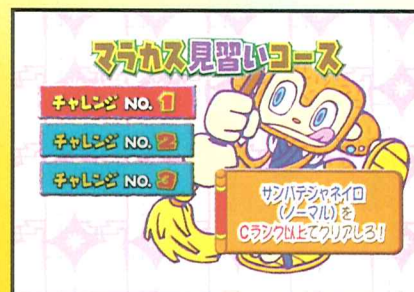 マラカス見習いコース
チャレンジ NO. 1
チャレンジ NO. 2
チャレンジ NO. 3
サンバデジャネイロ
(ノーマル)を
Cランク以上でクリアしろ!